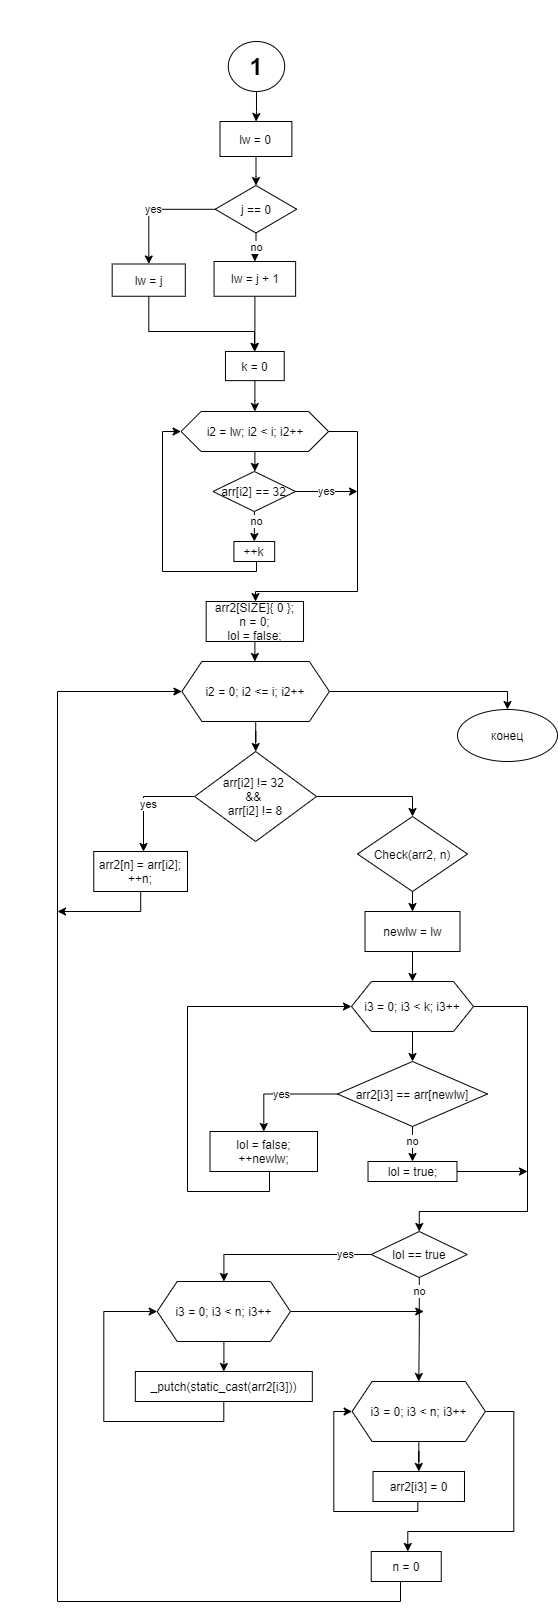 1
lw = 0
j == 0
yes
no
lw = j
lw = j + 1
k = 0
i2 = lw; i2 < i; i2++
arr[i2] == 32
yes
no
++k
arr2[SIZE]{ 0 };
n = 0;
lol = false;
i2 = 0; i2 <= i; i2++
конец
arr[i2] != 32
&&
arr[i2] != 8
yes
arr2[n] = arr[i2];
++n;
Check(arr2, n)
newlw = lw
i3 = 0; i3 < k; i3++
arr2[i3] == arr[newlw]
yes
no
lol = false;
++newlw;
lol = true;
lol == true
yes
no
i3 = 0; i3 < n; i3++
_putch(static_cast(arr2[i3]))
i3 = 0; i3 < n; i3++
arr2[i3] = 0
n = 0